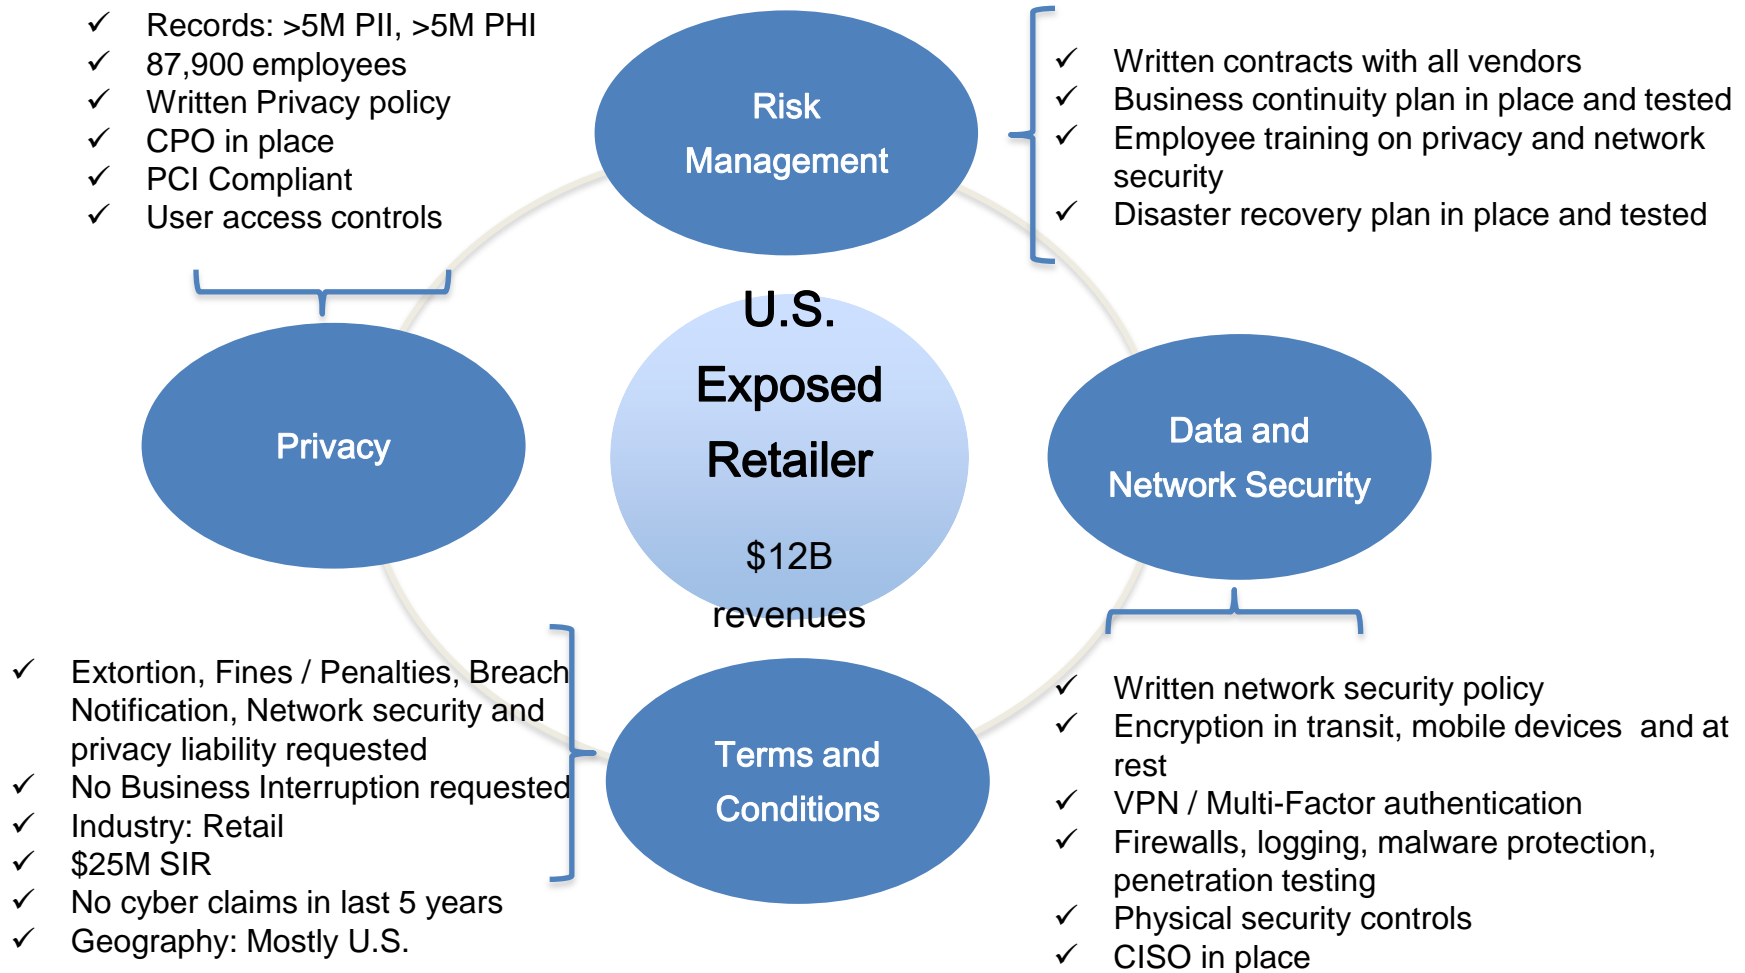 ✓ Records: >5M PII, >5M PHI
✓ 87,900 employees
✓ Written Privacy policy
✓ CPO in place
✓ PCI Compliant
✓ User access controls
Risk
Management
✓ Written contracts with all vendors
✓ Business continuity plan in place and tested
✓ Employee training on privacy and network
security
✓ Disaster recovery plan in place and tested
Privacy
U.S.
Exposed
Retailer
$12B
revenues
Data and
Network Security
✓ Extortion, Fines / Penalties, Breach
Notification, Network security and
privacy liability requested
✓ No Business Interruption requested
✓ Industry: Retail
✓ $25M SIR
✓ No cyber claims in last 5 years
✓ Geography: Mostly U.S.
Terms and
Conditions
✓ Written network security policy
✓ Encryption in transit, mobile devices  and at
rest
✓ VPN / Multi-Factor authentication
✓ Firewalls, logging, malware protection,
penetration testing
✓ Physical security controls
✓ CISO in place